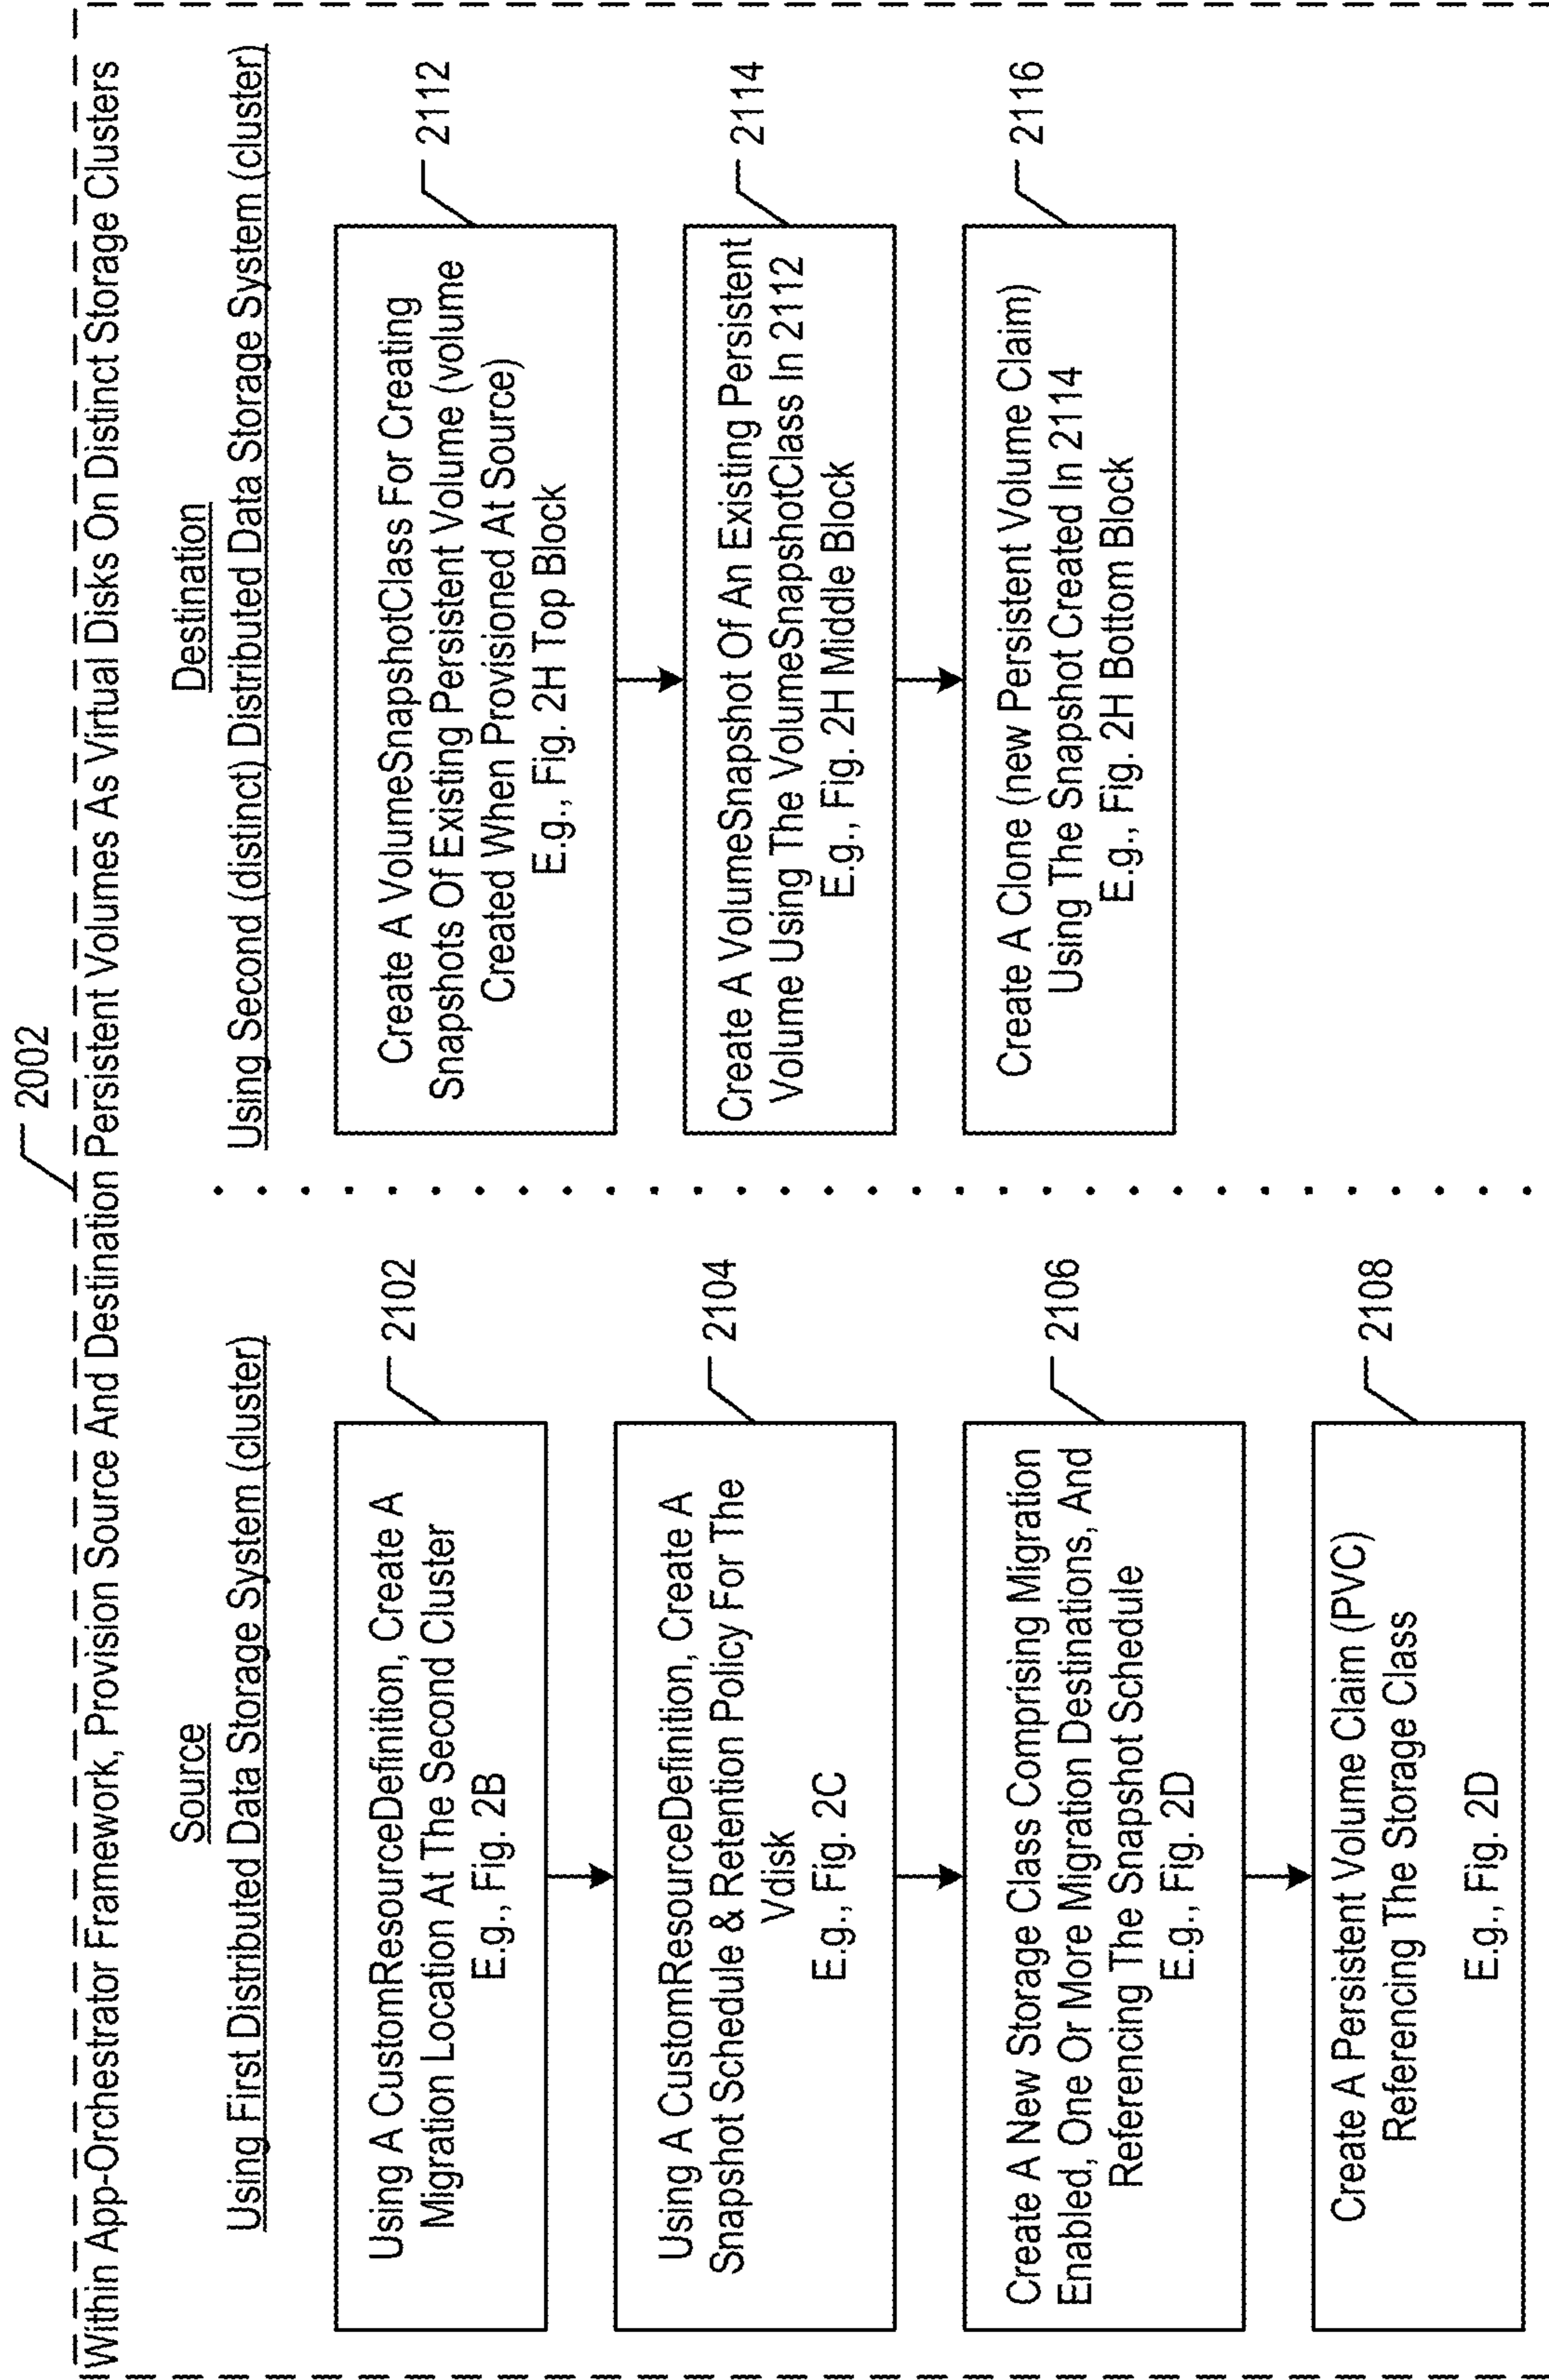 2002
Within App-Orchestrator Framework, Provision Source And Destination Persistent Volumes As Virtual Disks On Distinct Storage Clusters
Source
Using First Distributed Data Storage System (cluster)
Using A CustomResourceDefinition, Create A
Migration Location At The Second Cluster
E.g., Fig. 2B
2102
Using A CustomResourceDefinition, Create A
Snapshot Schedule & Retention Policy For The
Vdisk
E.g., Fig. 2C
2104
Create A New Storage Class Comprising Migration
Enabled, One Or More Migration Destinations, And
Referencing The Snapshot Schedule
E.g., Fig. 2D
2106
Create A Persistent Volume Claim (PVC)
Referencing The Storage Class
E.g., Fig. 2D
2108
Destination
Using Second (distinct) Distributed Data Storage System (cluster)
Create A VolumeSnapshotClass For Creating
Snapshots Of Existing Persistent Volume (volume
Created When Provisioned At Source)
E.g., Fig. 2H Top Block
2112
Create A VolumeSnapshot Of An Existing Persistent
Volume Using The VolumeSnapshotClass In 2112
E.g., Fig. 2H Middle Block
2114
Create A Clone (new Persistent Volume Claim)
Using The Snapshot Created In 2114
E.g., Fig. 2H Bottom Block
2116